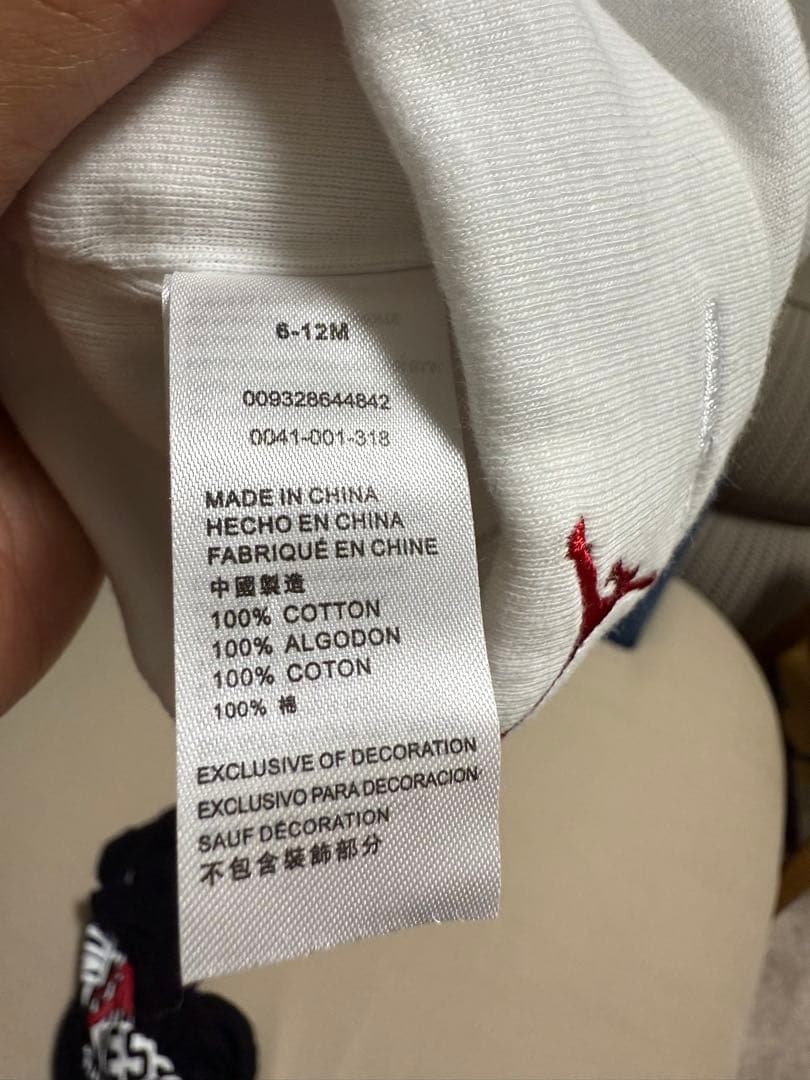 6-12M
009328644842
0041-001-318
MADE IN CHINA
HECHO EN CHINA
FABRIQUÉ EN CHINE
中國製造
100% COTTON
100% ALGODON
100% COTON
100% 棉
EXCLUSIVE OF DECORATION
EXCLUSIVO PARA DECORACION
SAUF DÉCORATION
不包含裝飾部分